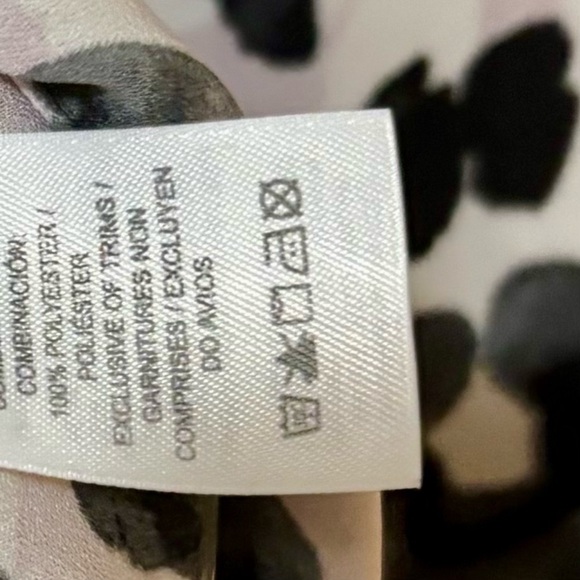 COMBINACIÓN:
100% POLYESTER /
POLIÉSTER
EXCLUSIVE OF TRIMS /
GARNITURES NON
COMPRISES / EXCLUYEN
DO AVIOS